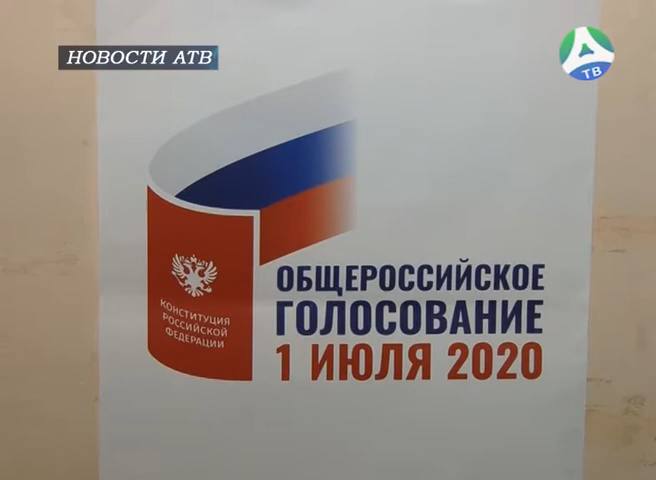 НОВОСТИ АТВ
ТВ
КОНСТИТУЦИЯ
РОССИЙСКОЙ
ФЕДЕРАЦИИ
ОБЩЕРОССИЙСКОЕ
ГОЛОСОВАНИЕ
1 ИЮЛЯ 2020